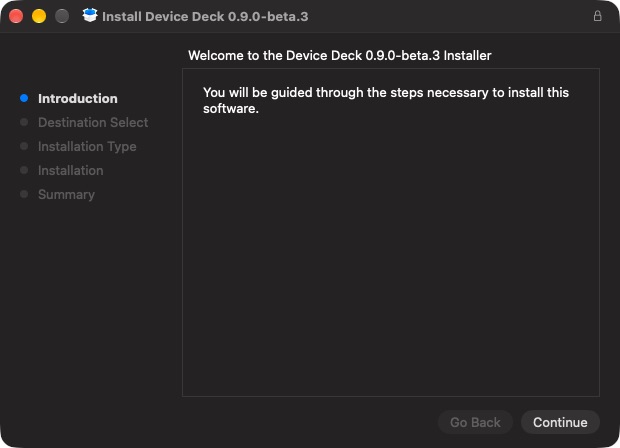 Install Device Deck 0.9.0-beta.3
Welcome to the Device Deck 0.9.0-beta.3 Installer
Introduction
Destination Select
Installation Type
Installation
Summary
You will be guided through the steps necessary to install this
software.
Go Back
Continue